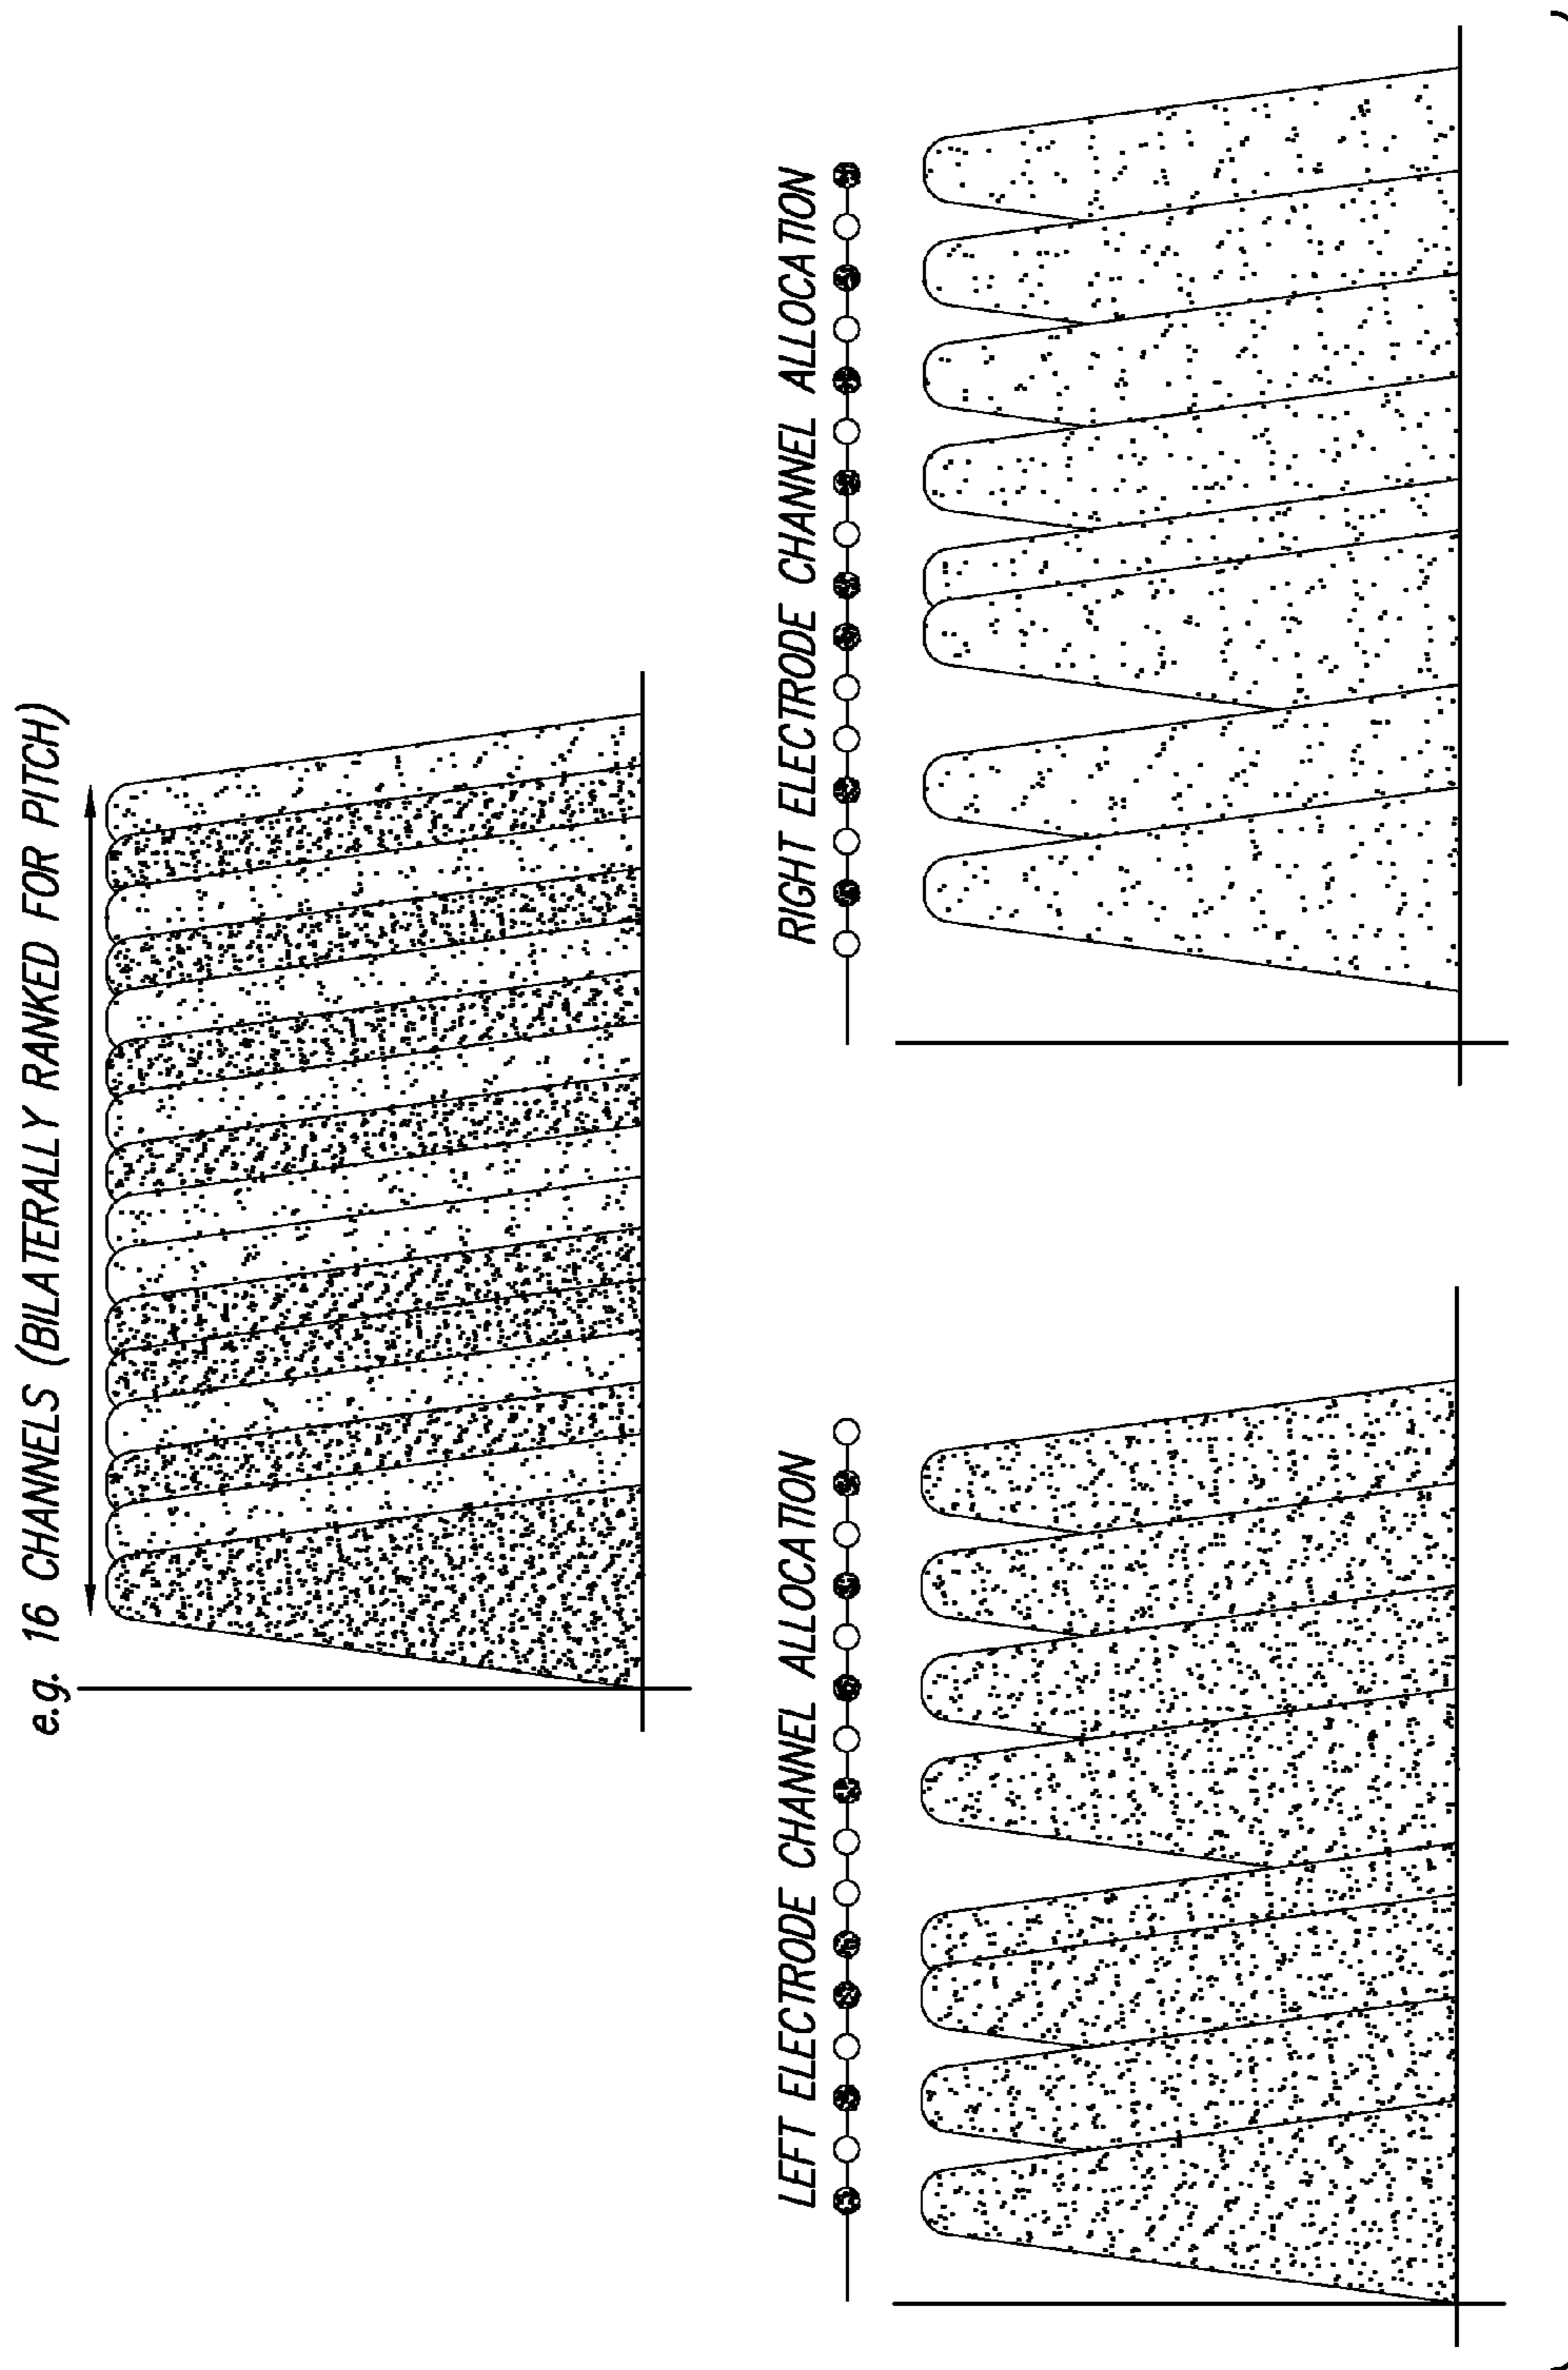 e.g. 16 CHANNELS (BILATERALLY RANKED FOR PITCH)
LEFT ELECTRODE CHANNEL ALLOCATION
RIGHT ELECTRODE CHANNEL ALLOCATION